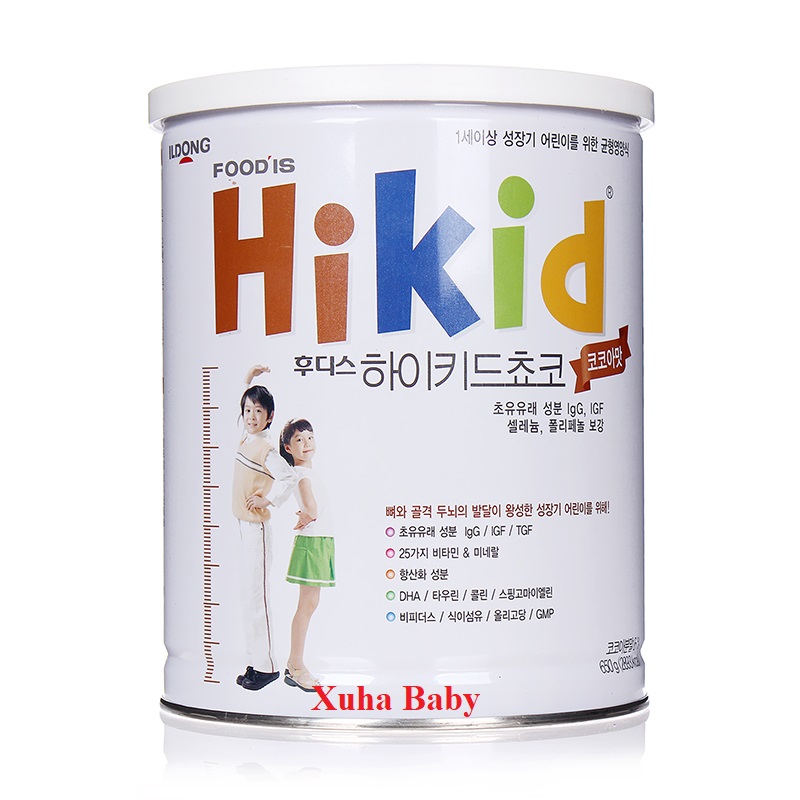 ILDONG
1세이상 성장기 어린이를 위한 균형영양식
FOOD'IS
Hikid®
후디스 하이키드쵸코 코코아맛
초유유래 성분 IgG, IGF
셀레늄, 폴리페놀 보강
뼈와 골격 두뇌의 발달이 왕성한 성장기 어린이를 위해!
초유유래 성분 IgG / IGF / TGF
25가지 비타민 & 미네랄
항산화 성분
DHA / 타우린 / 콜린 / 스핑고마이엘린
비피더스 / 식이섬유 / 올리고당 / GMP
650g
Xuha Baby